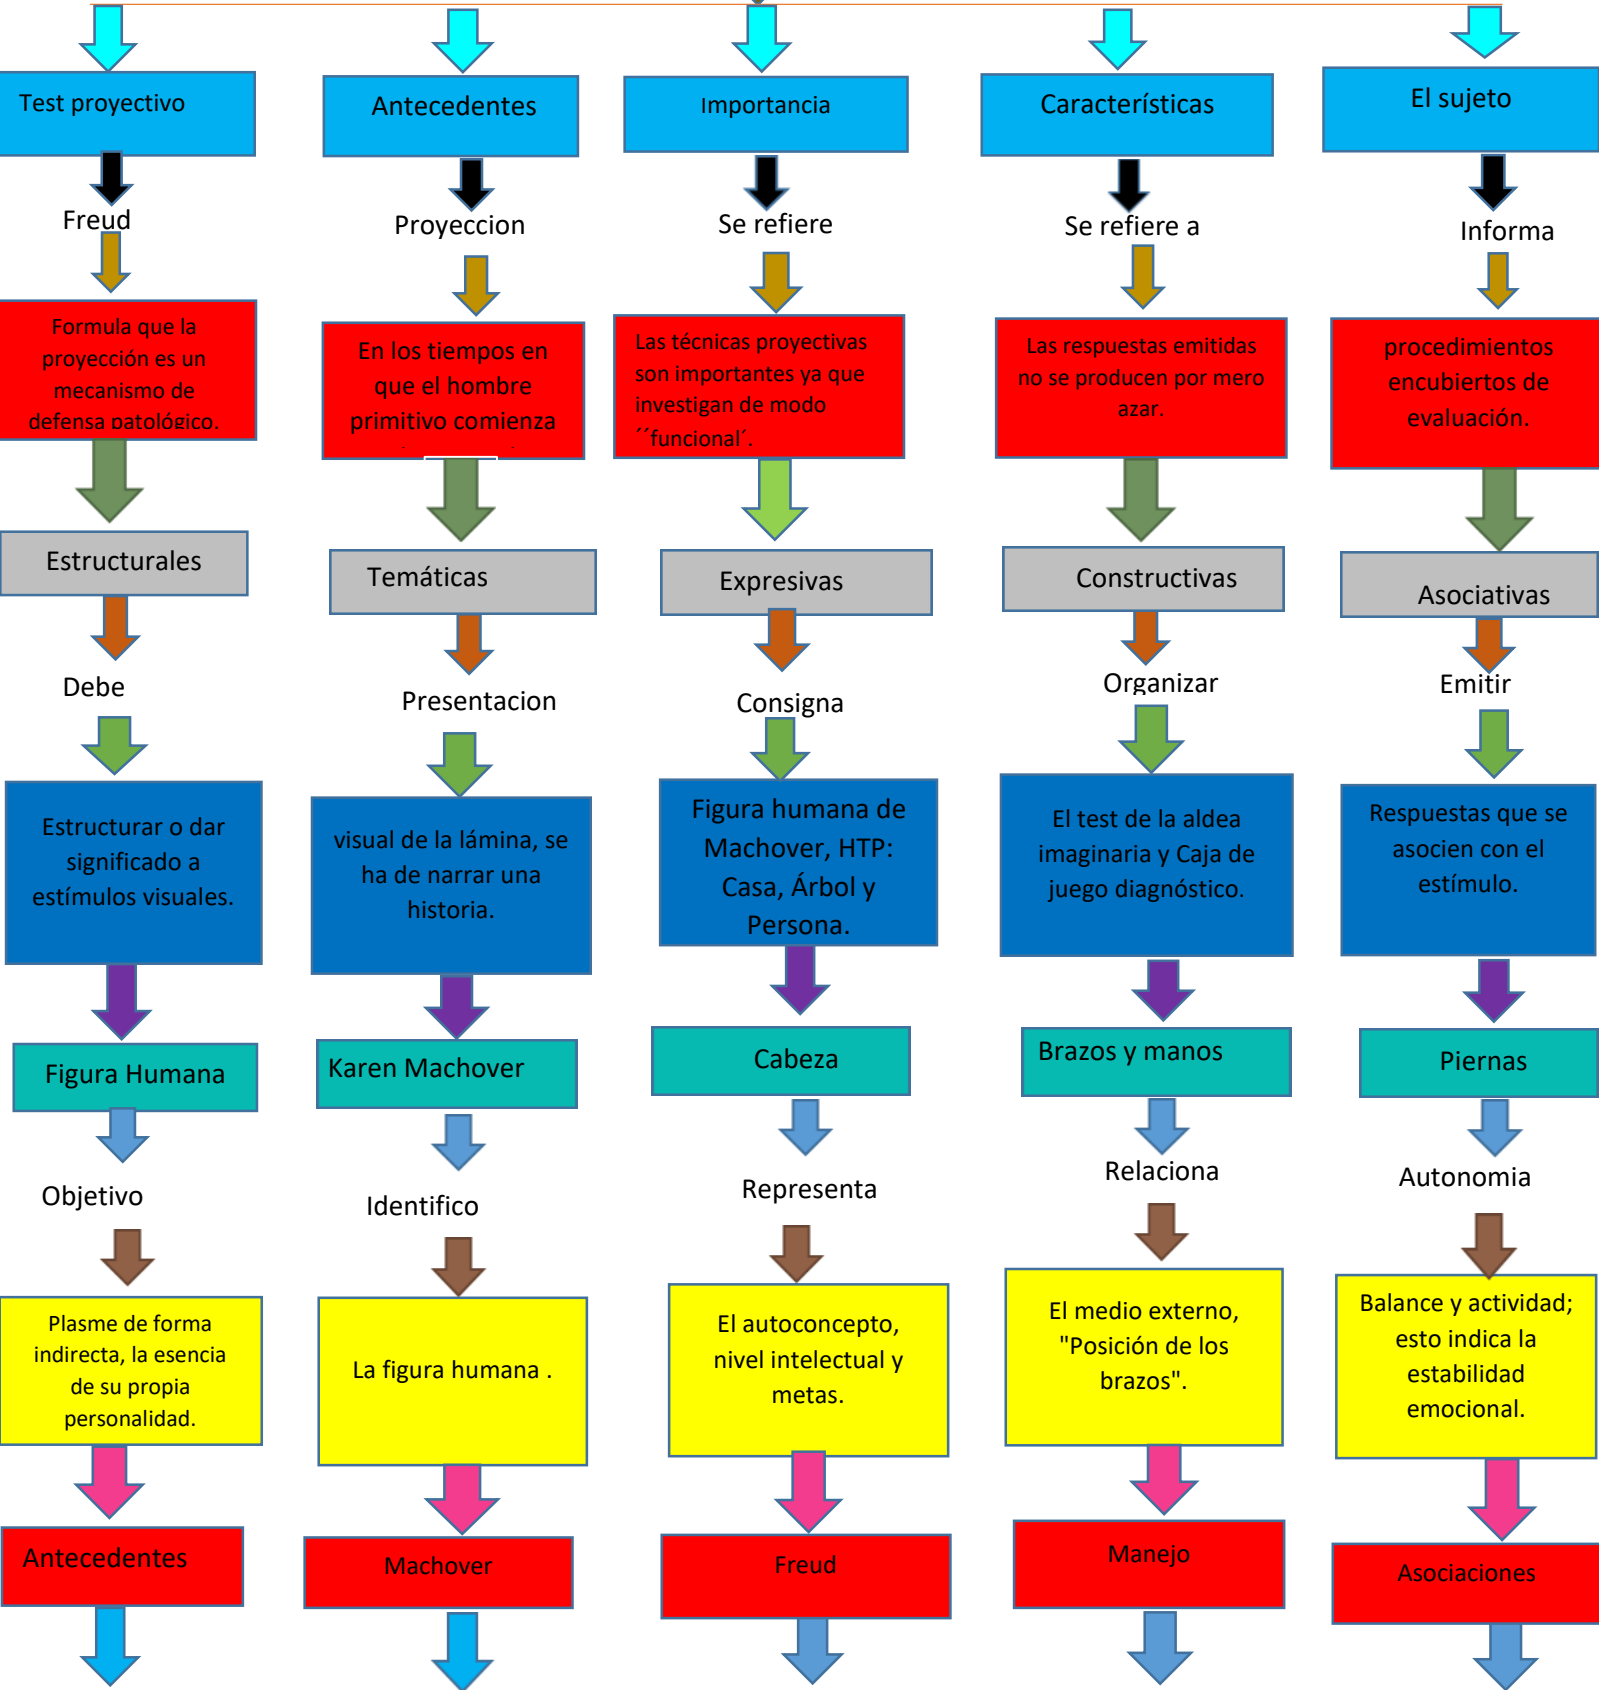 Test proyectivo
Antecedentes
Importancia
Características
El sujeto
Freud
Proyeccion
Se refiere
Se refiere a
Informa
Formula que la
proyección es un
mecanismo de
defensa patológico.
En los tiempos en
que el hombre
primitivo comienza
Las técnicas proyectivas
son importantes ya que
investigan de modo
´´funcional´.
Las respuestas emitidas
no se producen por mero
azar.
procedimientos
encubiertos de
evaluación.
Estructurales
Temáticas
Expresivas
Constructivas
Asociativas
Debe
Presentacion
Consigna
Organizar
Emitir
Estructurar o dar
significado a
estímulos visuales.
visual de la lámina, se
ha de narrar una
historia.
Figura humana de
Machover, HTP:
Casa, Árbol y
Persona.
El test de la aldea
imaginaria y Caja de
juego diagnóstico.
Respuestas que se
asocien con el
estímulo.
Figura Humana
Karen Machover
Cabeza
Brazos y manos
Piernas
Objetivo
Identifico
Representa
Relaciona
Autonomia
Plasme de forma
indirecta, la esencia
de su propia
personalidad.
La figura humana .
El autoconcepto,
nivel intelectual y
metas.
El medio externo,
"Posición de los
brazos".
Balance y actividad;
esto indica la
estabilidad
emocional.
Antecedentes
Machover
Freud
Manejo
Asociaciones